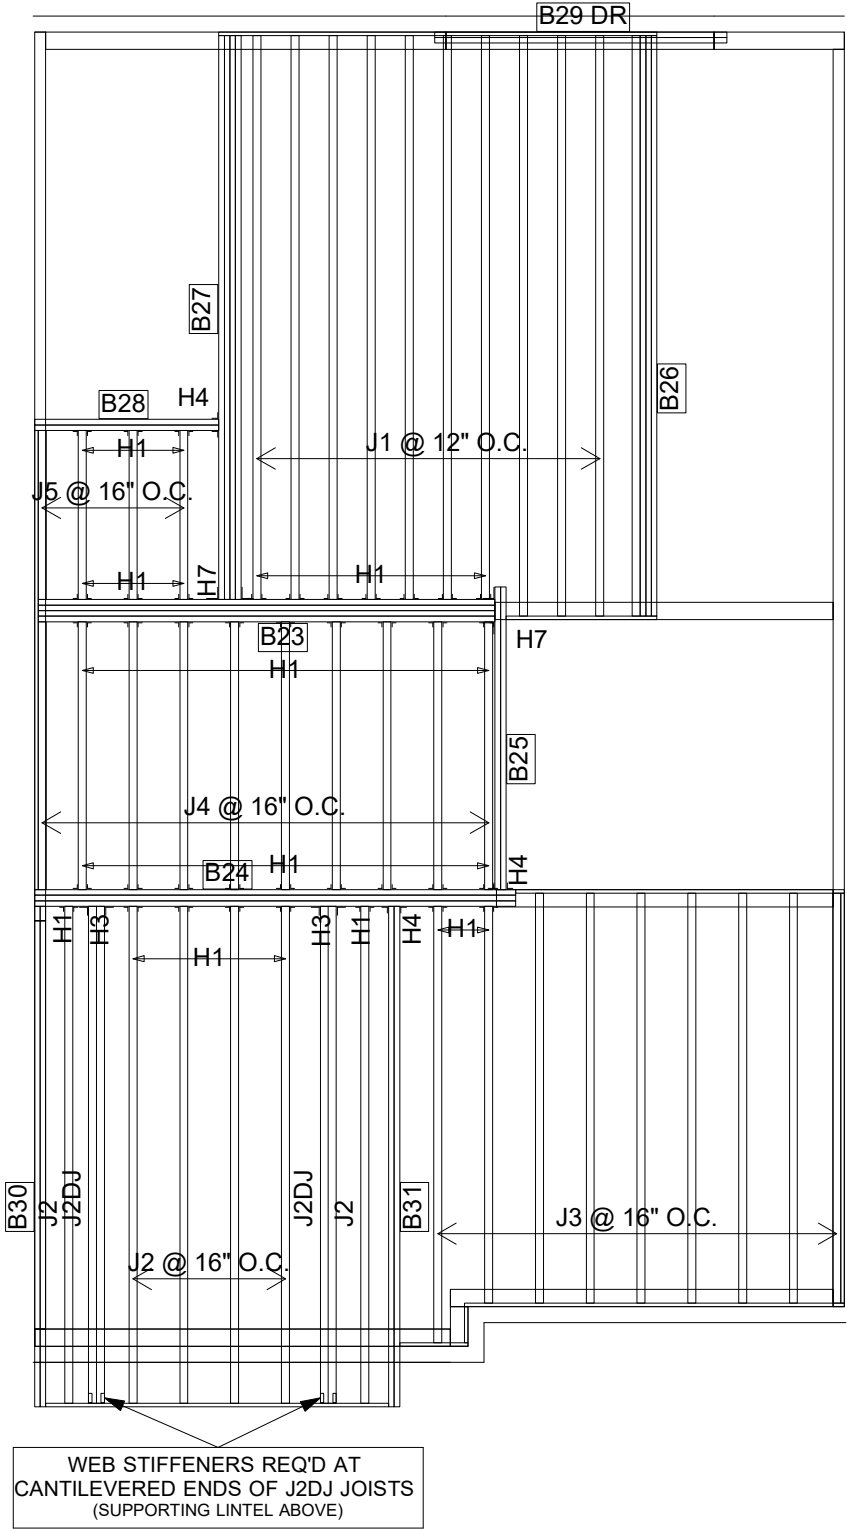 B29 DR
B27
B26
B28
H4
H1
J1 @ 12" O.C.
J5 @ 16" O.C.
H1
H7
H1
B23
H7
H1
B25
J4 @ 16" O.C.
H1
B24
H4
H1
H3
H3
H1
H4
H1
H1
B30
J2
J2DJ
J2DJ
J2
B31
J3 @ 16" O.C.
J2 @ 16" O.C.
WEB STIFFENERS REQ'D AT
CANTILEVERED ENDS OF J2DJ JOISTS
(SUPPORTING LINTEL ABOVE)